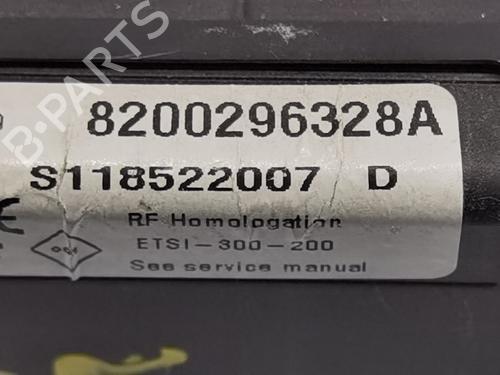 8200296328A
S118522007 D
RF Homologation
ETSI-300-200
See service manual
B-PARTS